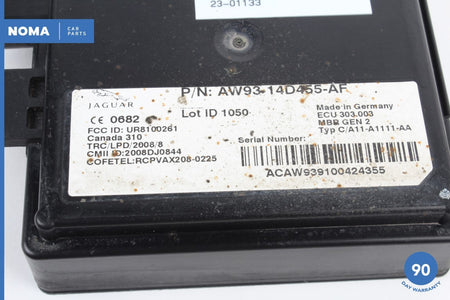 NOMA CAR PARTS
23-01133
P/N: AW93-14D455-AF
JAGUAR
CE 0682
Lot ID 1050
Made in Germany
ECU 303.003
MBB GEN 2
Typ C/A11-A1111-AA
FCC ID: UR8100261
Canada 310
TRC/LPD/2008/8
CMII ID: 2008DJ0844
COFETEL:RCPVAX208-0225
Serial Number:
ACAW939100424355
90
DAY WARRANTY